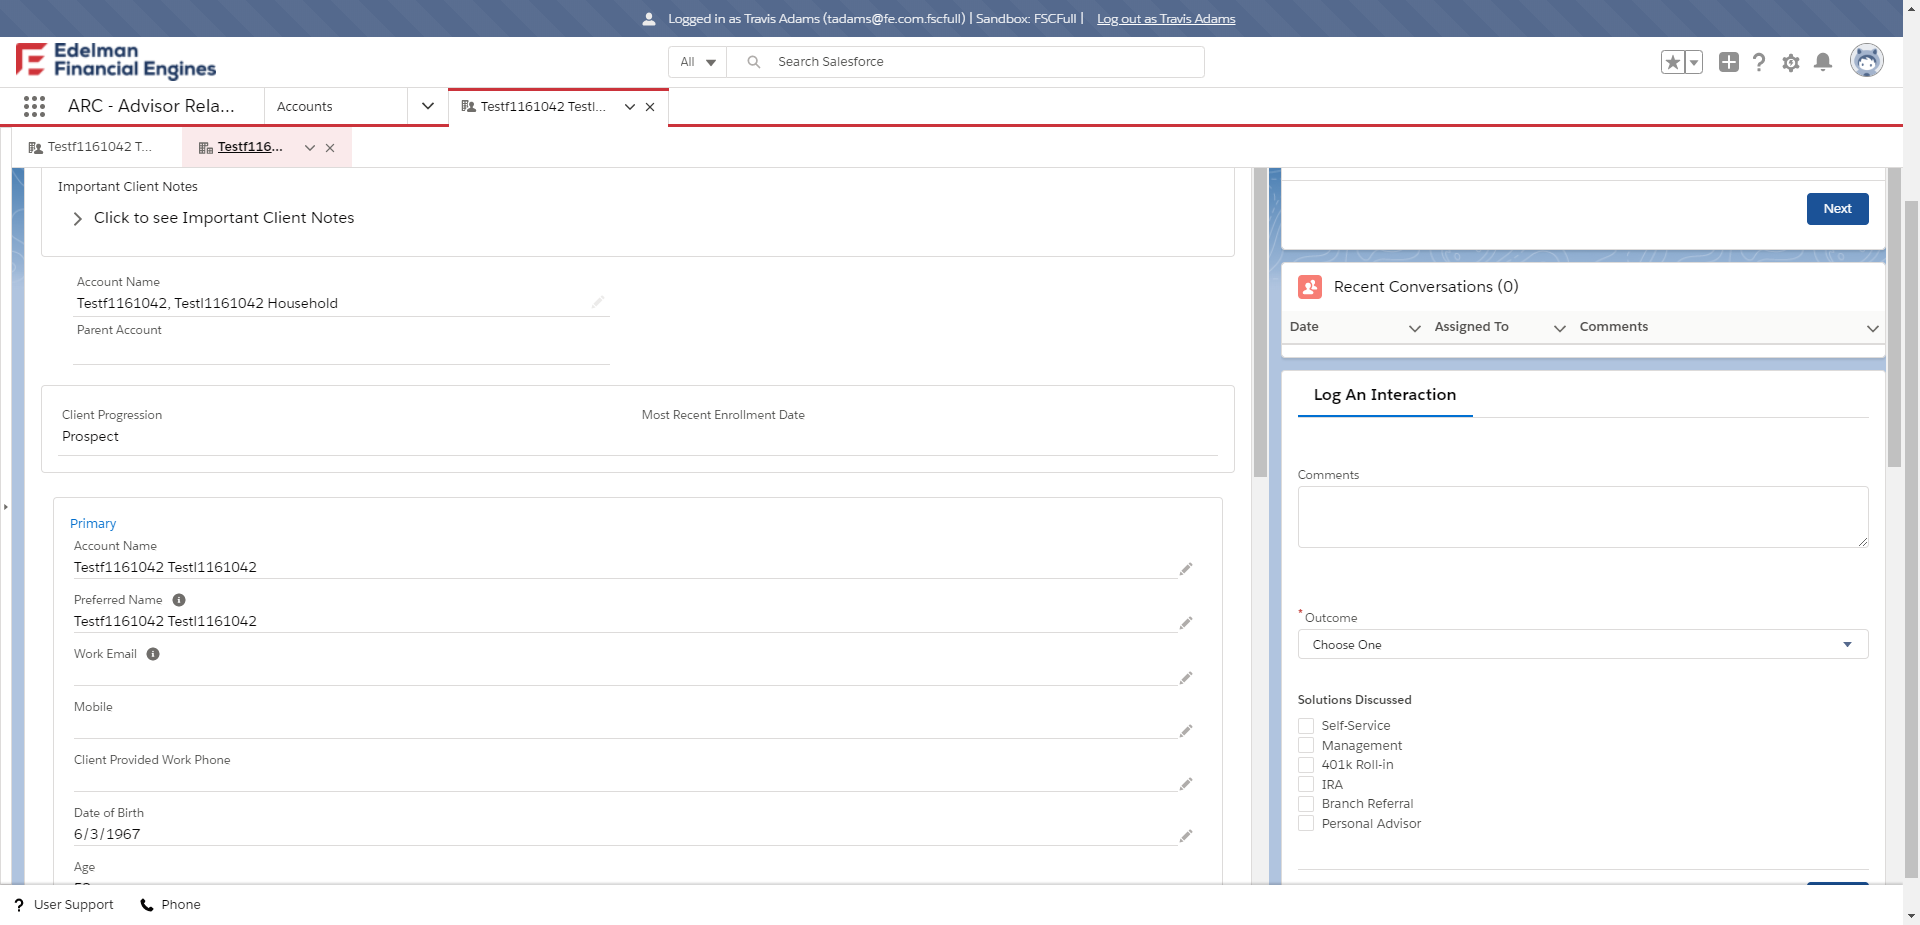 Logged in as Travis Adams (tadams@fe.com.fscfull) | Sandbox: FSCFull | Log out as Travis Adams
Edelman
Financial Engines
All
Search Salesforce
ARC - Advisor Rela...
Accounts
Testf1161042 Testl...
Testf1161042 T...
Testf116...
Important Client Notes
Click to see Important Client Notes
Account Name
Testf1161042, Testl1161042 Household
Parent Account
Client Progression
Most Recent Enrollment Date
Prospect
Primary
Account Name
Testf1161042 Testl1161042
Preferred Name
Testf1161042 Testl1161042
Work Email
Mobile
Client Provided Work Phone
Date of Birth
6/3/1967
Age
Next
Recent Conversations (0)
Date
Assigned To
Comments
Log An Interaction
Comments
* Outcome
Choose One
Solutions Discussed
Self-Service
Management
401k Roll-in
IRA
Branch Referral
Personal Advisor
User Support
Phone